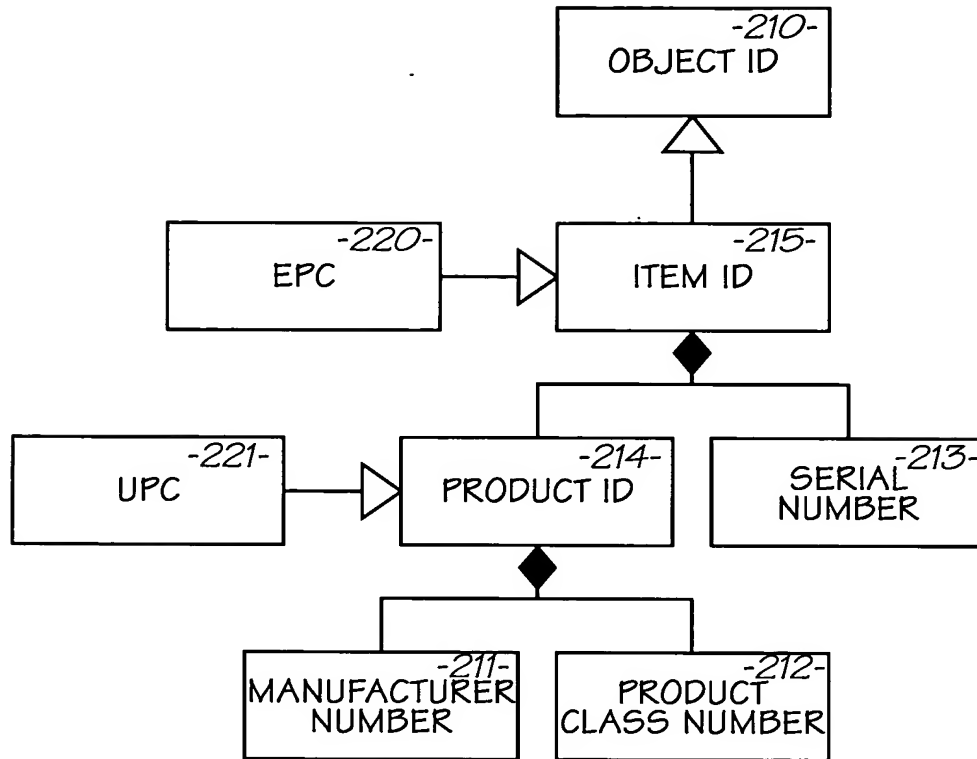 -210-
OBJECT ID
-220-
EPC
-215-
ITEM ID
-221-
UPC
-214-
PRODUCT ID
-213-
SERIAL
NUMBER
-211-
MANUFACTURER
NUMBER
-212-
PRODUCT
CLASS NUMBER